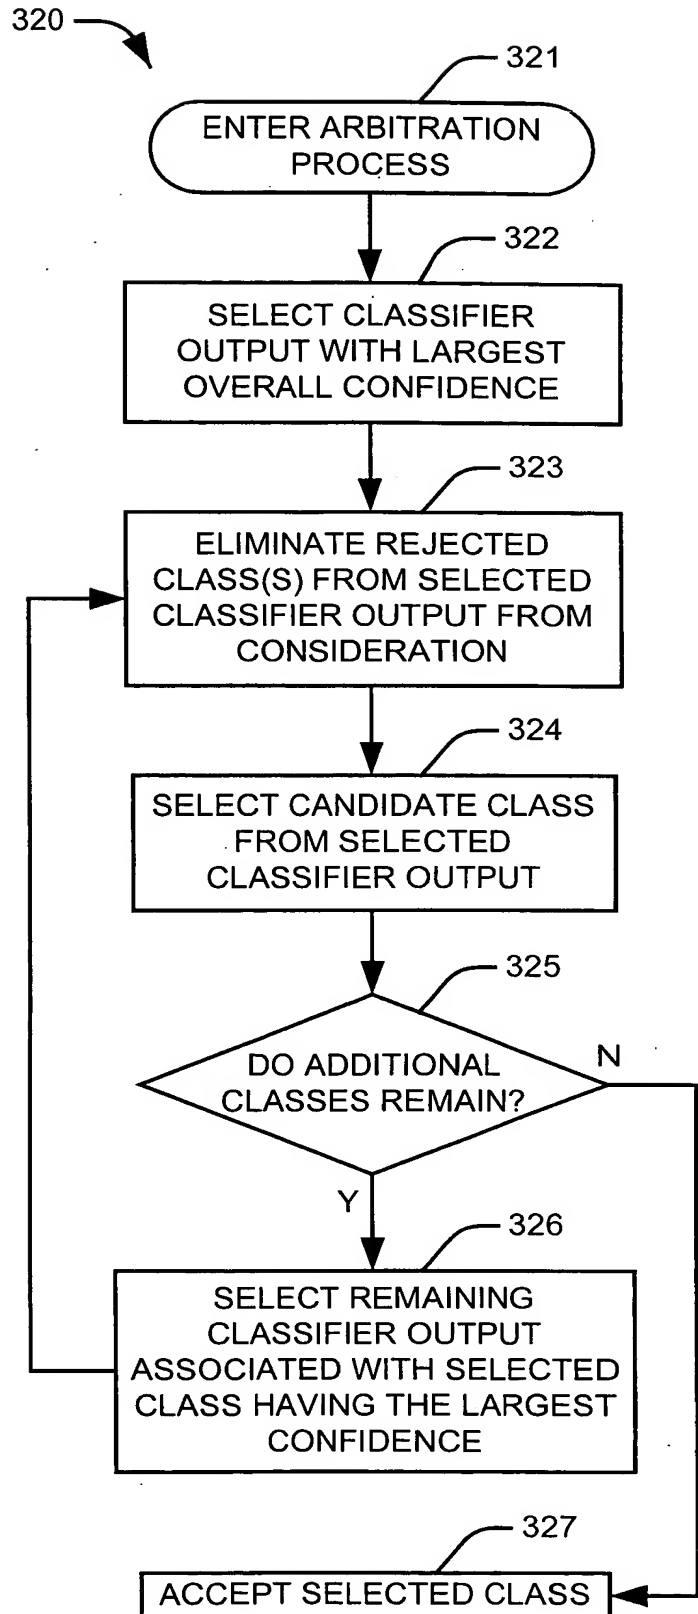 320
321
ENTER ARBITRATION
PROCESS
322
SELECT CLASSIFIER
OUTPUT WITH LARGEST
OVERALL CONFIDENCE
323
ELIMINATE REJECTED
CLASS(S) FROM SELECTED
CLASSIFIER OUTPUT FROM
CONSIDERATION
324
SELECT CANDIDATE CLASS
FROM SELECTED
CLASSIFIER OUTPUT
325
DO ADDITIONAL
CLASSES REMAIN?
N
Y
326
SELECT REMAINING
CLASSIFIER OUTPUT
ASSOCIATED WITH SELECTED
CLASS HAVING THE LARGEST
CONFIDENCE
327
ACCEPT SELECTED CLASS